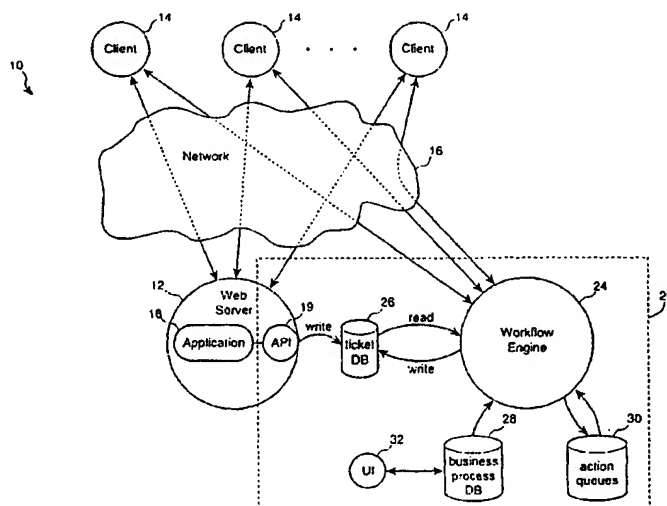 14
14
14
Client
Client
. . .
Client
10
Network
16
12
Web
Server
18
19
Application
API
write
26
ticket
DB
read
write
24
Workflow
Engine
2
32
UI
28
business
process
DB
30
action
queues